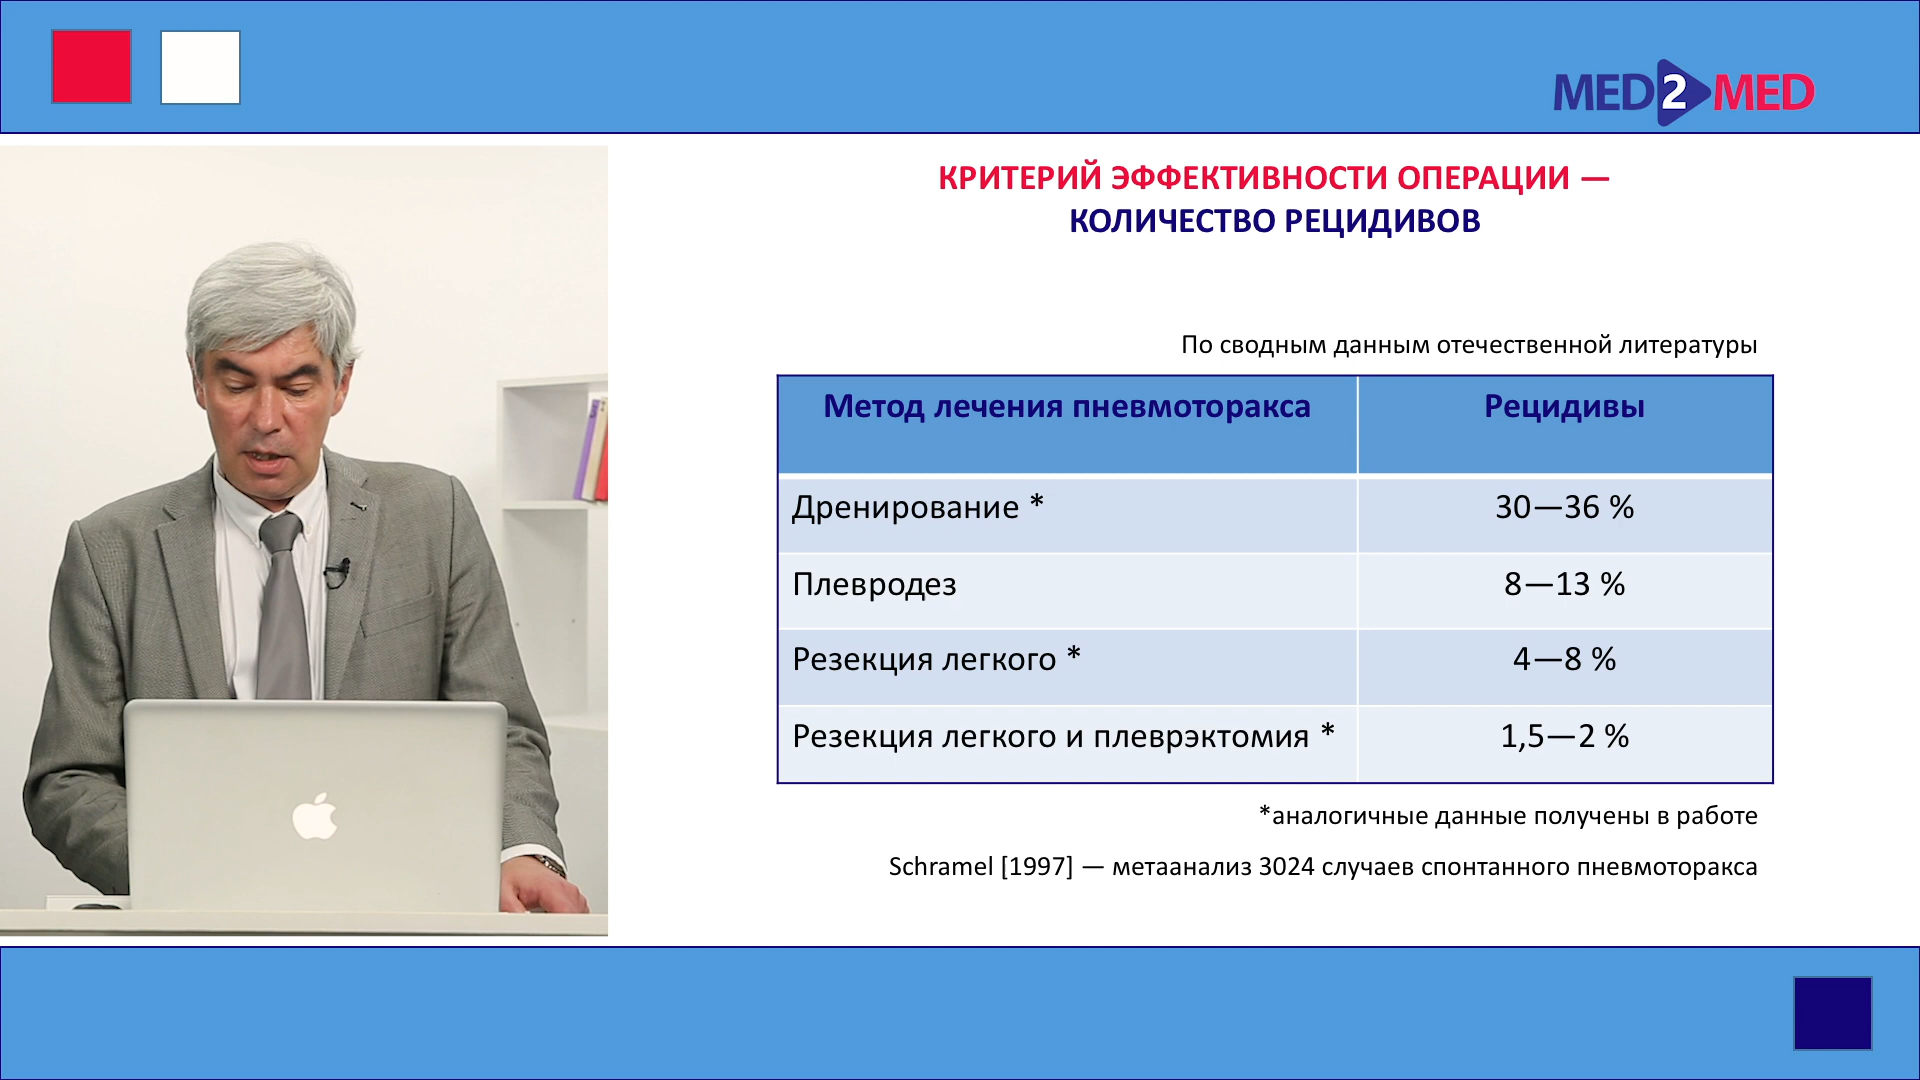 MED2MED
КРИТЕРИЙ ЭФФЕКТИВНОСТИ ОПЕРАЦИИ —
КОЛИЧЕСТВО РЕЦИДИВОВ
По сводным данным отечественной литературы
Метод лечения пневмоторакса Рецидивы
Дренирование * 30—36 %
Плевродез 8—13 %
Резекция легкого * 4—8 %
Резекция легкого и плеврэктомия * 1,5—2 %
*аналогичные данные получены в работе
Schramel [1997] — метаанализ 3024 случаев спонтанного пневмоторакса